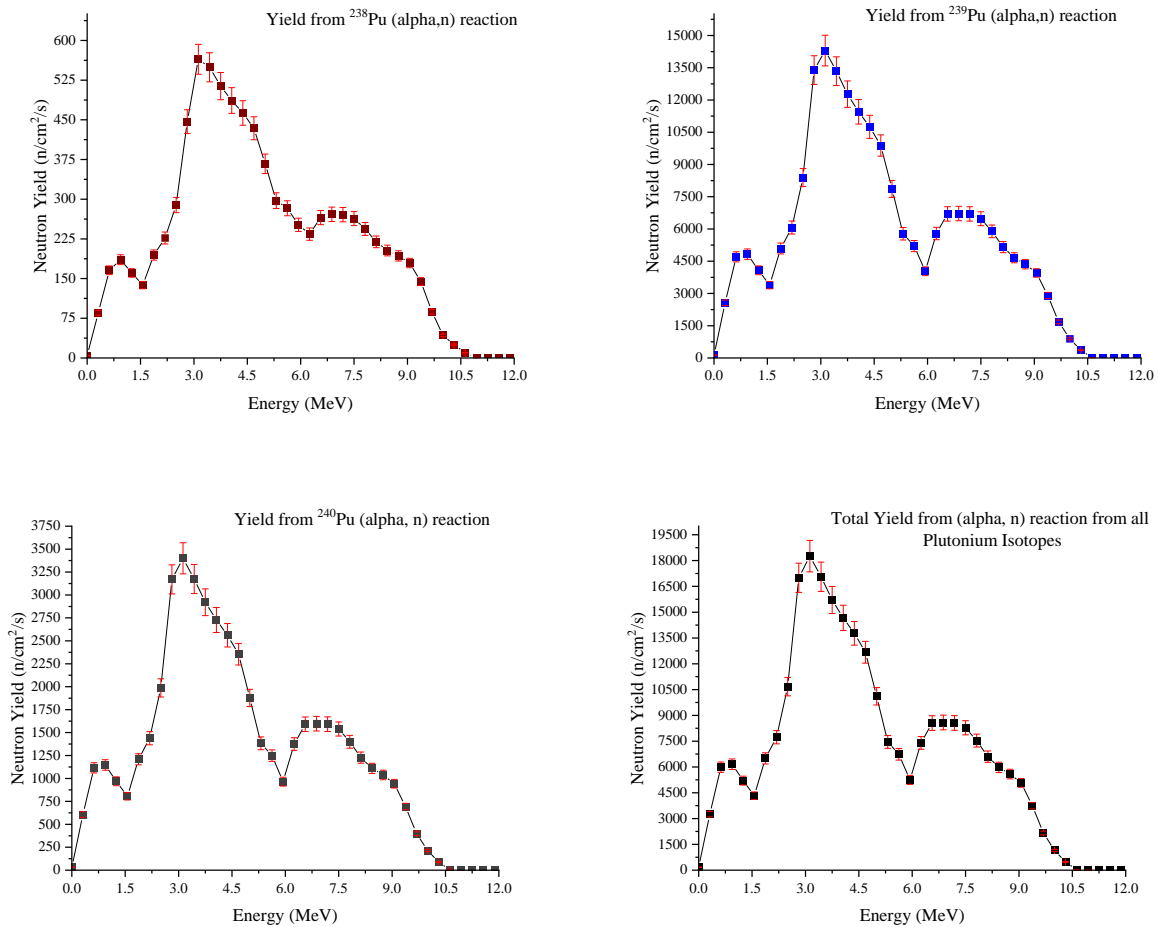 Yield from ²³⁸Pu (alpha,n) reaction
Neutron Yield (n/cm²/s)
600
525
450
375
300
225
150
75
0
0.0 1.5 3.0 4.5 6.0 7.5 9.0 10.5 12.0
Energy (MeV)
Yield from ²³⁹Pu (alpha,n) reaction
Neutron Yield (n/cm²/s)
15000
13500
12000
10500
9000
7500
6000
4500
3000
1500
0
0.0 1.5 3.0 4.5 6.0 7.5 9.0 10.5 12.0
Energy (MeV)
Yield from ²⁴⁰Pu (alpha, n) reaction
Neutron Yield (n/cm²/s)
3750
3500
3250
3000
2750
2500
2250
2000
1750
1500
1250
1000
750
500
250
0
0.0 1.5 3.0 4.5 6.0 7.5 9.0 10.5 12.0
Energy (MeV)
Total Yield from (alpha, n) reaction from all
Plutonium Isotopes
Neutron Yield (n/cm²/s)
19500
18000
16500
15000
13500
12000
10500
9000
7500
6000
4500
3000
1500
0
0.0 1.5 3.0 4.5 6.0 7.5 9.0 10.5 12.0
Energy (MeV)